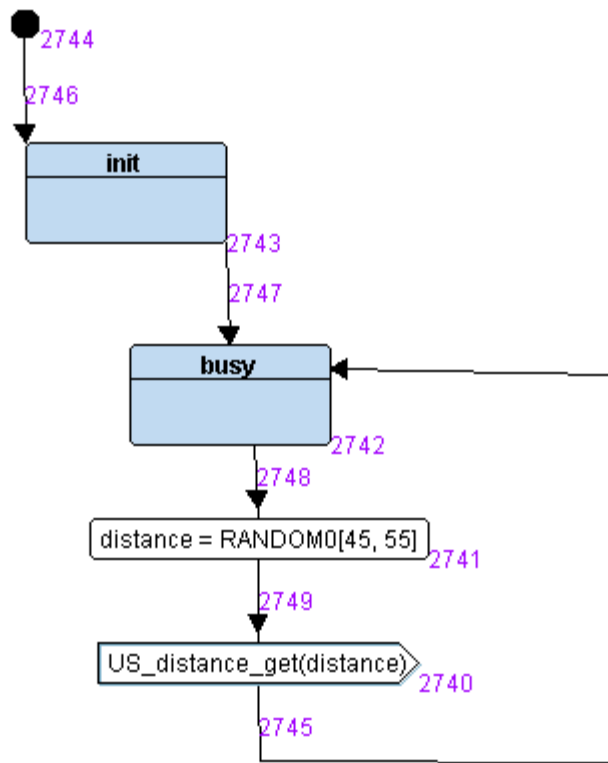 2744
2746
init
2743
2747
busy
2742
2748
distance = RANDOM0[45, 55]
2741
2749
US_distance_get(distance)
2740
2745